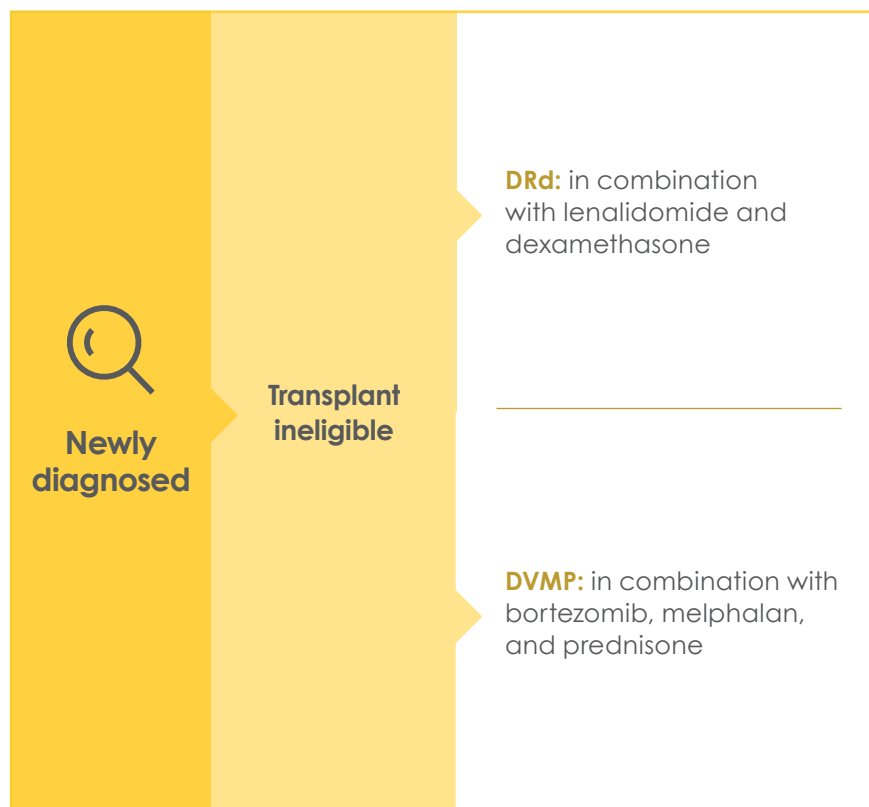 Newly
diagnosed
Transplant
ineligible
DRd: in combination
with lenalidomide and
dexamethasone
DVMP: in combination with
bortezomib, melphalan,
and prednisone